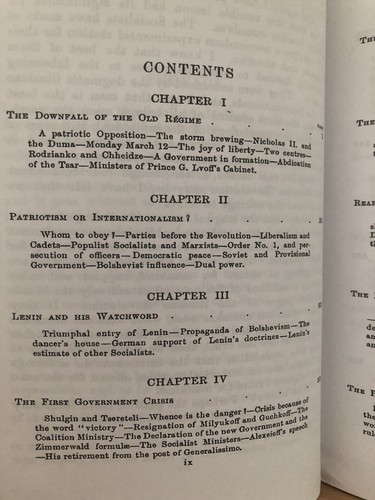 CONTENTS
CHAPTER I
THE DOWNFALL OF THE OLD RÉGIME . . . .
A patriotic Opposition—The storm brewing—Nicholas II. and
the Duma—Monday March 12—The joy of liberty—Two centres—
Rodzianko and Chheidze—A Government in formation—Abdication
of the Tsar—Ministers of Prince G. Lvoff's Cabinet.
CHAPTER II
PATRIOTISM OR INTERNATIONALISM? . . . .
Whom to obey?—Parties before the Revolution—Liberalism and
Cadets—Populist Socialists and Marxists—Order No. 1, and per-
secution of officers—Democratic peace—Soviet and Provisional
Government—Bolshevist influence—Dual power.
CHAPTER III
LENIN AND HIS WATCHWORD . . . . .
Triumphal entry of Lenin—Propaganda of Bolshevism—The
dancer's house—German support of Lenin's doctrines—Lenin's
estimate of other Socialists.
CHAPTER IV
THE FIRST GOVERNMENT CRISIS . . . .
Shulgin and Tsereteli—Whence is the danger?—Crisis because of
the word "victory"—Resignation of Milyukoff and Guchkoff—The
Coalition Ministry—The Declaration of the new Government and the
Zimmerwald formulæ—The Socialist Ministers—Alexeieff's speech
—His retirement from the post of Generalissimo.
ix